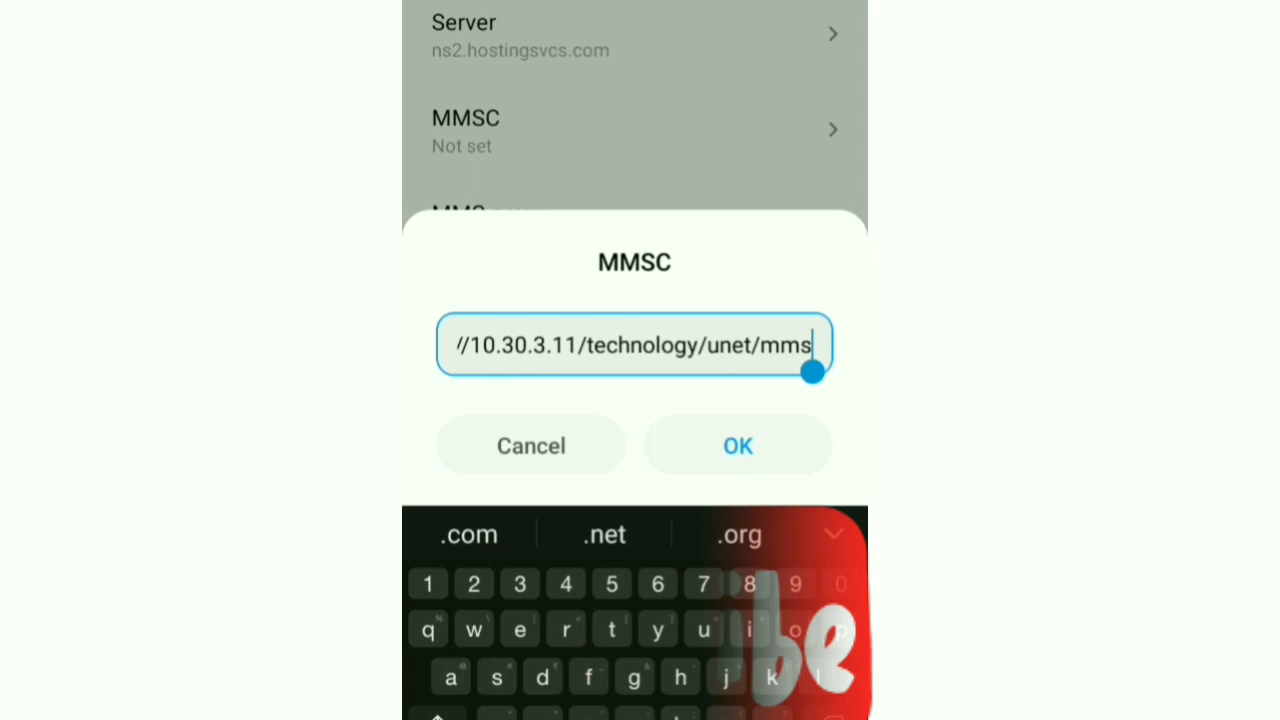 Server
ns2.hostingsvcs.com
MMSC
Not set
MMSC
//10.30.3.11/technology/unet/mms
Cancel
OK
.com .net .org
1 2 3 4 5 6 7 8 9 0
q w e r t y u i o p
a s d f g h j k l
be